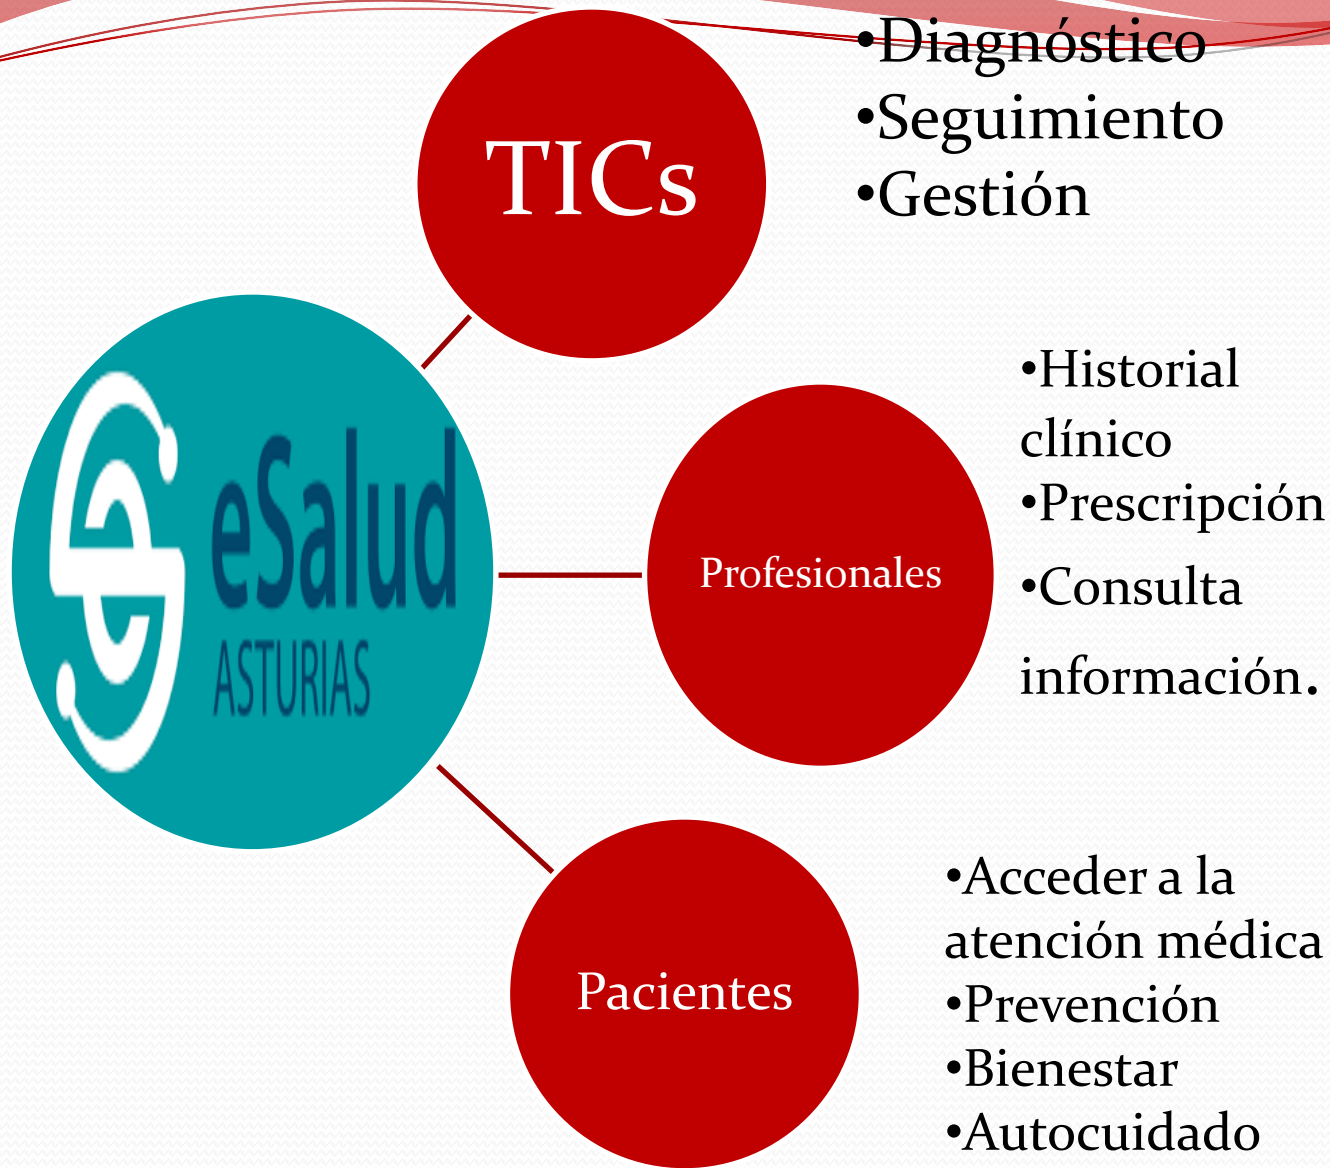 TICs
•Diagnóstico
•Seguimiento
•Gestión
eSalud
ASTURIAS
Profesionales
•Historial
clínico
•Prescripción
•Consulta
información.
Pacientes
•Acceder a la
atención médica
•Prevención
•Bienestar
•Autocuidado